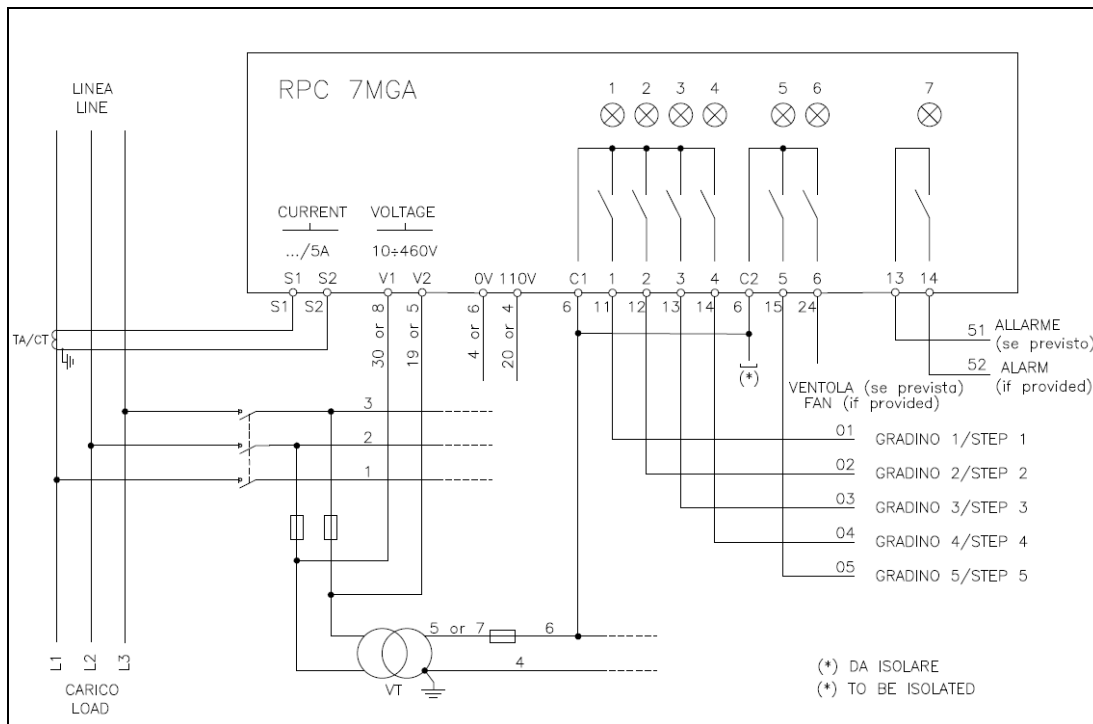 RPC 7MGA
1 2 3 4 5 6 7
LINEA
LINE
CURRENT VOLTAGE
.../5A 10÷460V
S1 S2 V1 V2 0V 110V C1 1 2 3 4 C2 5 6 13 14
S1 S2 30 or 8 19 or 5 4 or 6 20 or 4 6 11 12 13 14 6 15 24
TA/CT
51 ALLARME
(se previsto)
52 ALARM
(if provided)
(*)
VENTOLA (se prevista)
FAN (if provided)
3
2
1
01 GRADINO 1/STEP 1
02 GRADINO 2/STEP 2
03 GRADINO 3/STEP 3
04 GRADINO 4/STEP 4
05 GRADINO 5/STEP 5
5 or 7 6
4
VT
L1 L2 L3
CARICO
LOAD
(*) DA ISOLARE
(*) TO BE ISOLATED